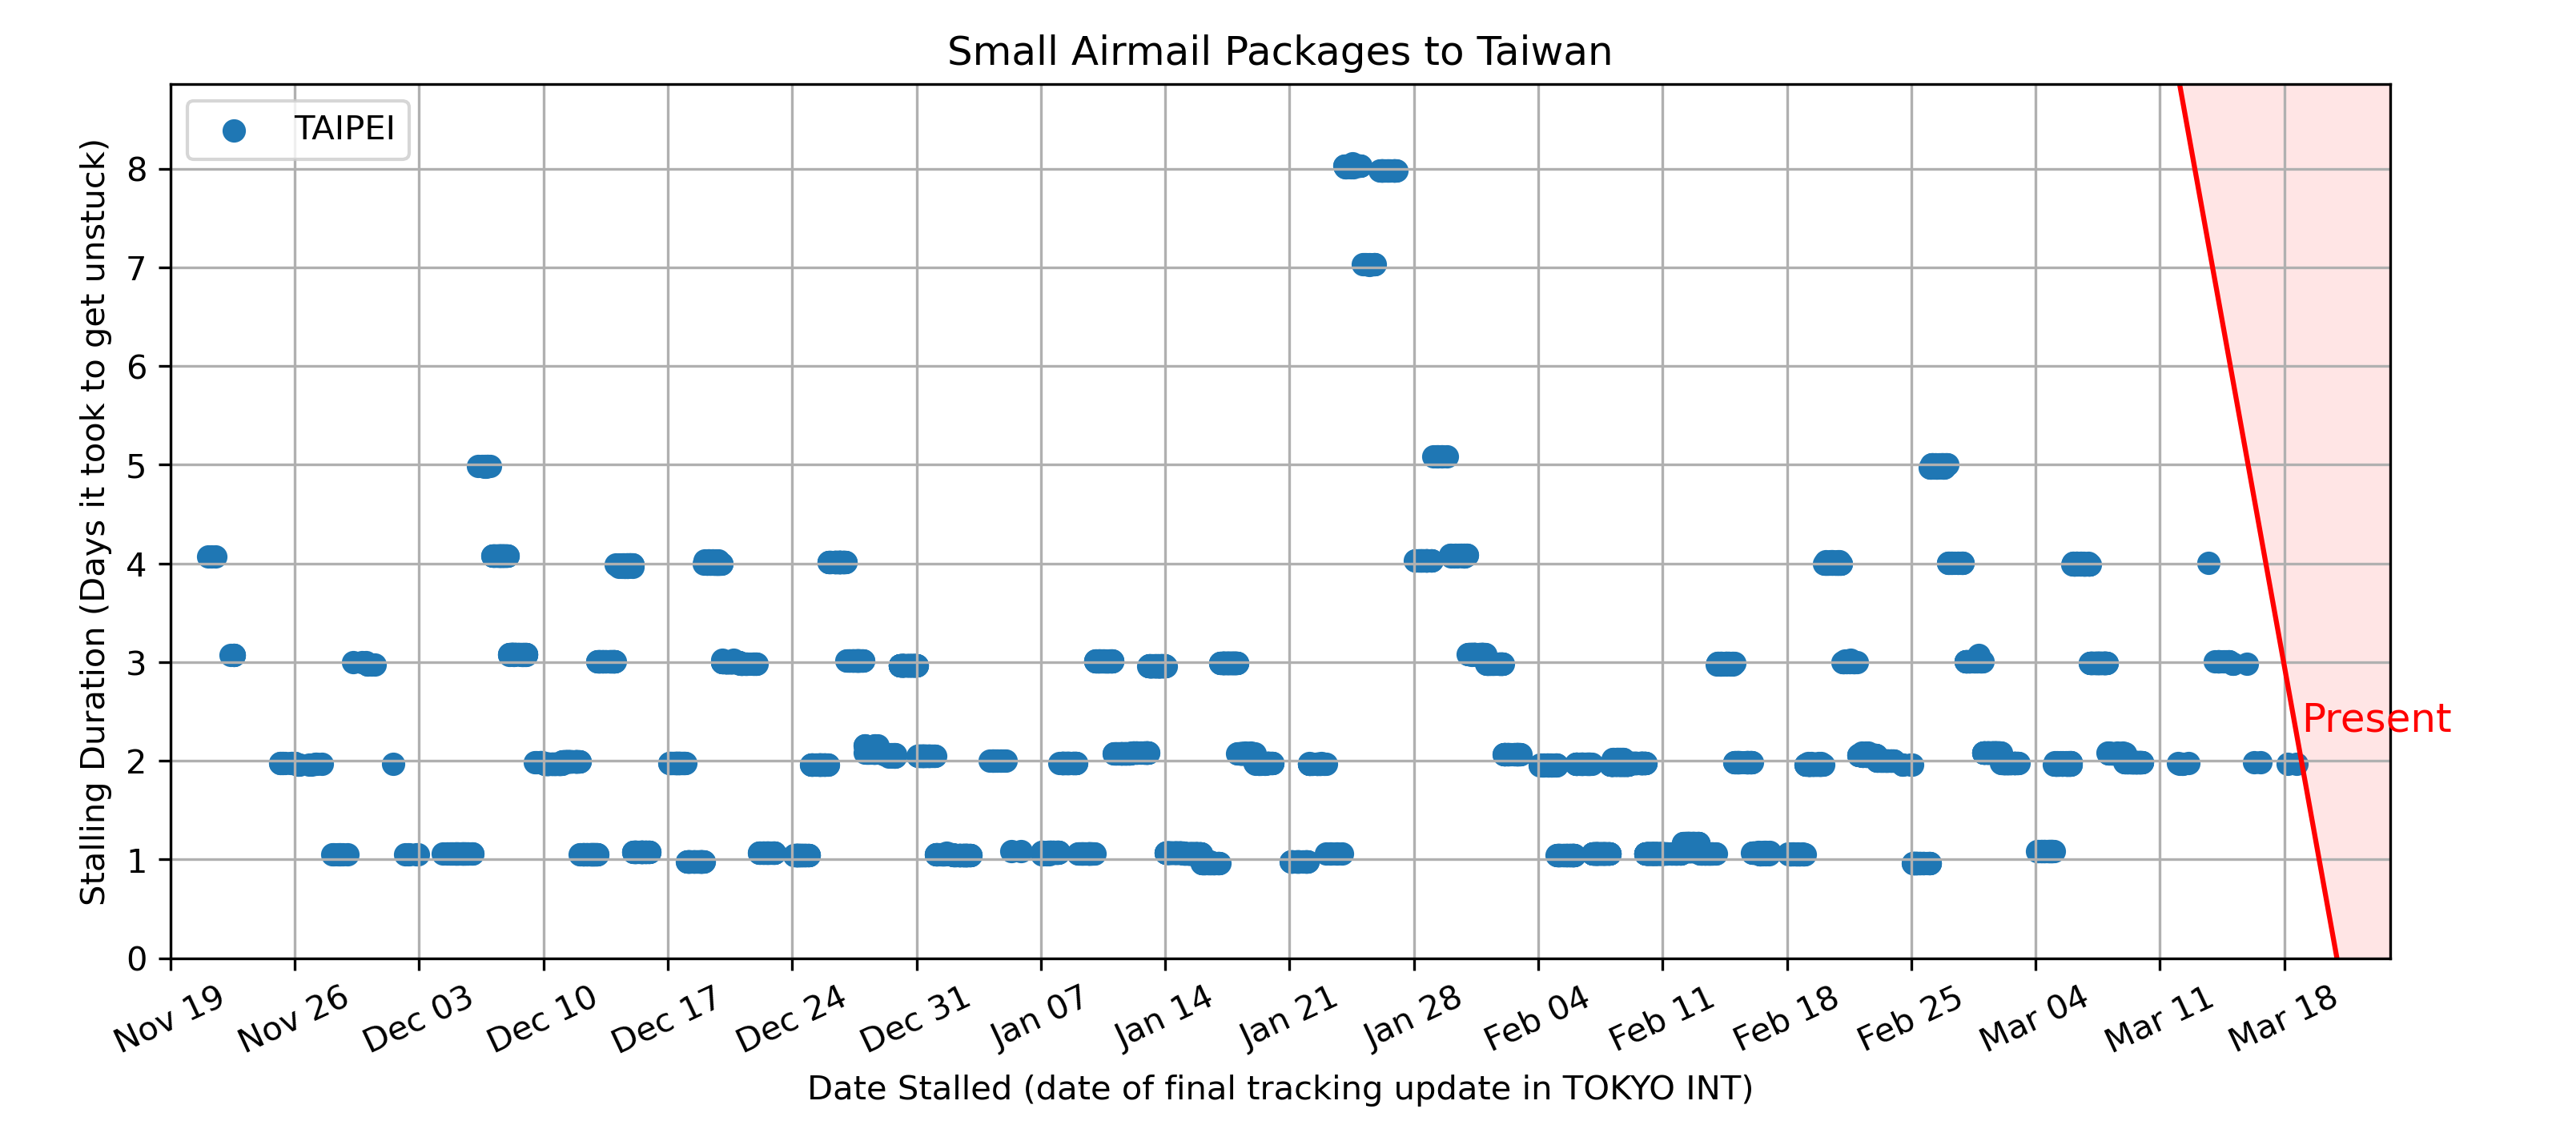 Small Airmail Packages to Taiwan
TAIPEI
Stalling Duration (Days it took to get unstuck)
8
7
6
5
4
3
2
1
0
Present
Nov 19
Nov 26
Dec 03
Dec 10
Dec 17
Dec 24
Dec 31
Jan 07
Jan 14
Jan 21
Jan 28
Feb 04
Feb 11
Feb 18
Feb 25
Mar 04
Mar 11
Mar 18
Date Stalled (date of final tracking update in TOKYO INT)